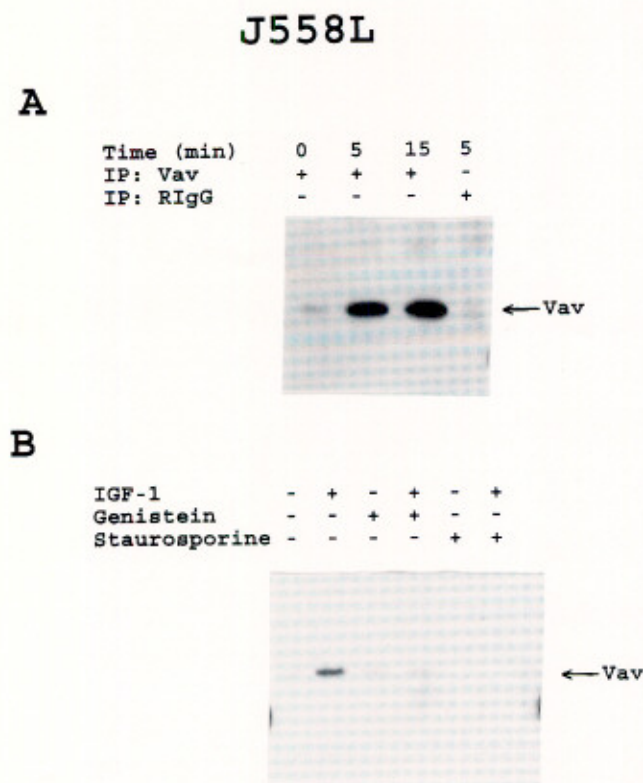 J558L
A
Time (min) 0 5 15 5
IP: Vav + + + -
IP: RIgG - - - +
←Vav
B
IGF-1 - + - + - +
Genistein - - + + - -
Staurosporine - - - - + +
←Vav